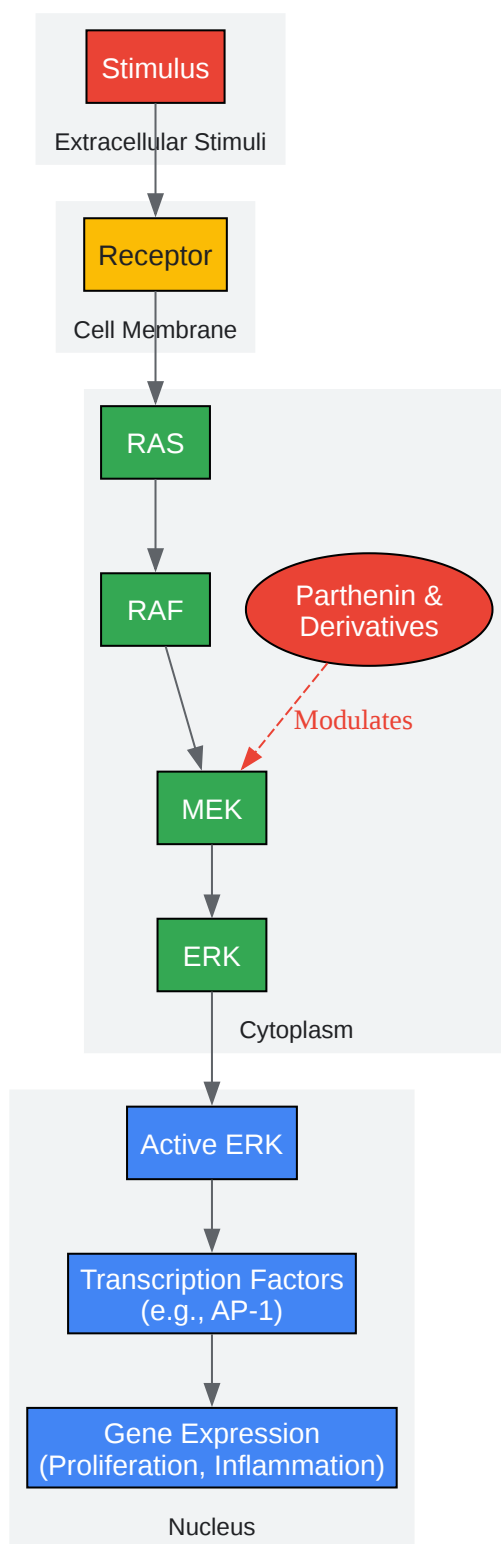 Stimulus
Extracellular Stimuli
Receptor
Cell Membrane
RAS
RAF
Parthenin &
Derivatives
Modulates
MEK
ERK
Cytoplasm
Active ERK
Transcription Factors
(e.g., AP-1)
Gene Expression
(Proliferation, Inflammation)
Nucleus